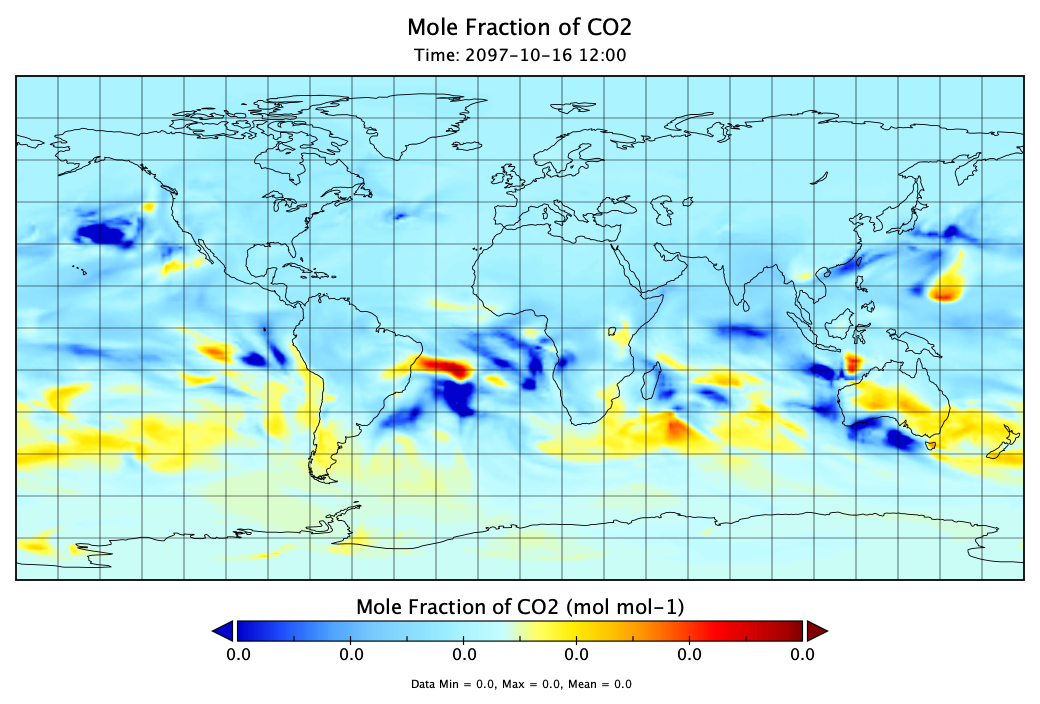 Mole Fraction of CO2
Time: 2097-10-16 12:00
Mole Fraction of CO2 (mol mol-1)
0.0 0.0 0.0 0.0 0.0 0.0
Data Min = 0.0, Max = 0.0, Mean = 0.0